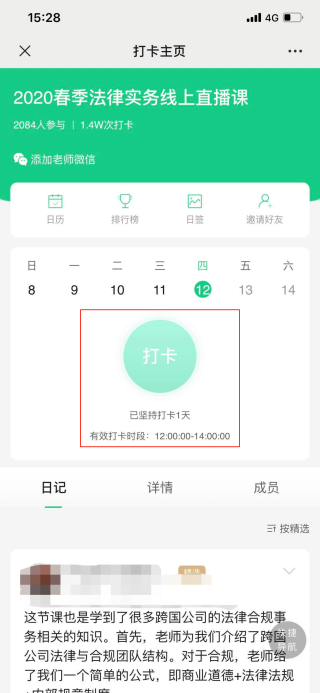 15:28
4G
打卡主页
2020春季法律实务线上直播课
2084人参与 | 1.4W次打卡
添加老师微信
日历 排行榜 日签 邀请好友
日 一 二 三 四 五 六
8 9 10 11 12 13 14
打卡
已坚持打卡1天
有效打卡时段：12:00:00-14:00:00
日记 详情 成员
按精选
这节课也是学到了很多跨国公司的法律合规事
务相关的知识。首先，老师为我们介绍了跨国
公司法律与合规团队结构。对于合规，老师给
了我们一个简单的公式，即商业道德+法律法规
+内部规章制度
快捷
导航